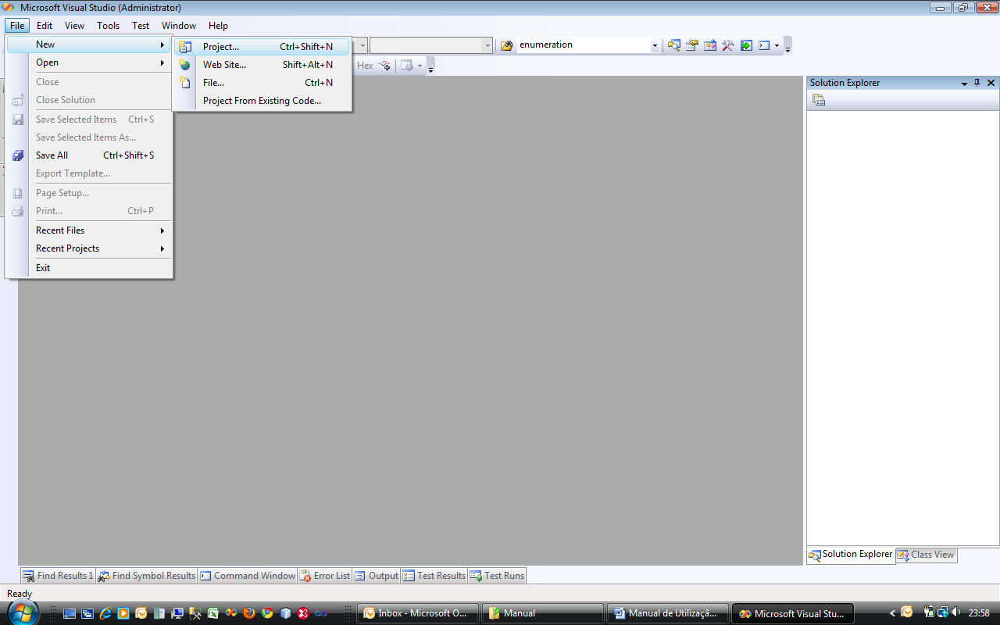 Microsoft Visual Studio (Administrator)
File Edit View Tools Test Window Help
New
Project... Ctrl+Shift+N
enumeration
Open
Web Site... Shift+Alt+N
Hex
Close
File... Ctrl+N
Solution Explorer
Close Solution
Project From Existing Code...
Save Selected Items Ctrl+S
Save Selected Items As...
Save All Ctrl+Shift+S
Export Template...
Page Setup...
Print... Ctrl+P
Recent Files
Recent Projects
Exit
Solution Explorer Class View
Find Results 1 Find Symbol Results Command Window Error List Output Test Results Test Runs
Ready
Inbox - Microsoft O... Manual Manual de Utilizaçã... Microsoft Visual Stu... 23:58